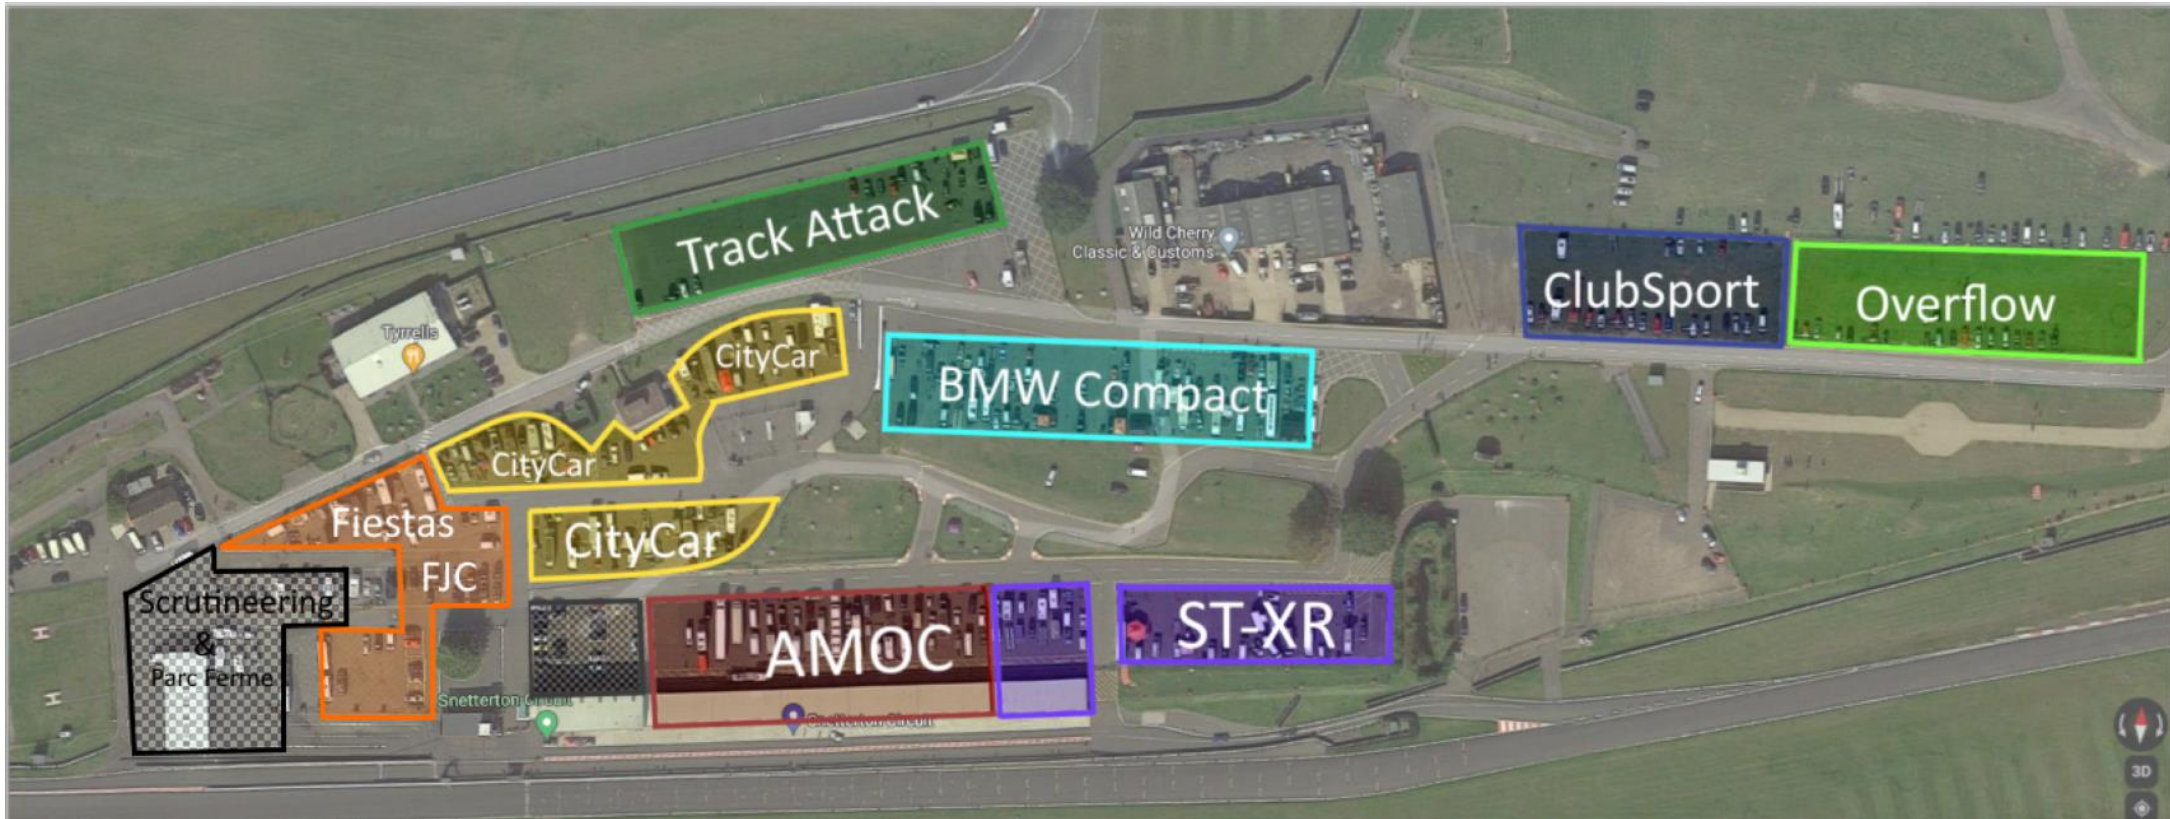 Track Attack
Wild Cherry
Classic & Customs
ClubSport
Overflow
Tyrrells
CityCar
BMW Compact
CityCar
Fiestas
CityCar
FJC
Scrutineering
&
Parc Ferme
AMOC
ST-XR
Snetterton Circuit
Snetterton Circuit
3D